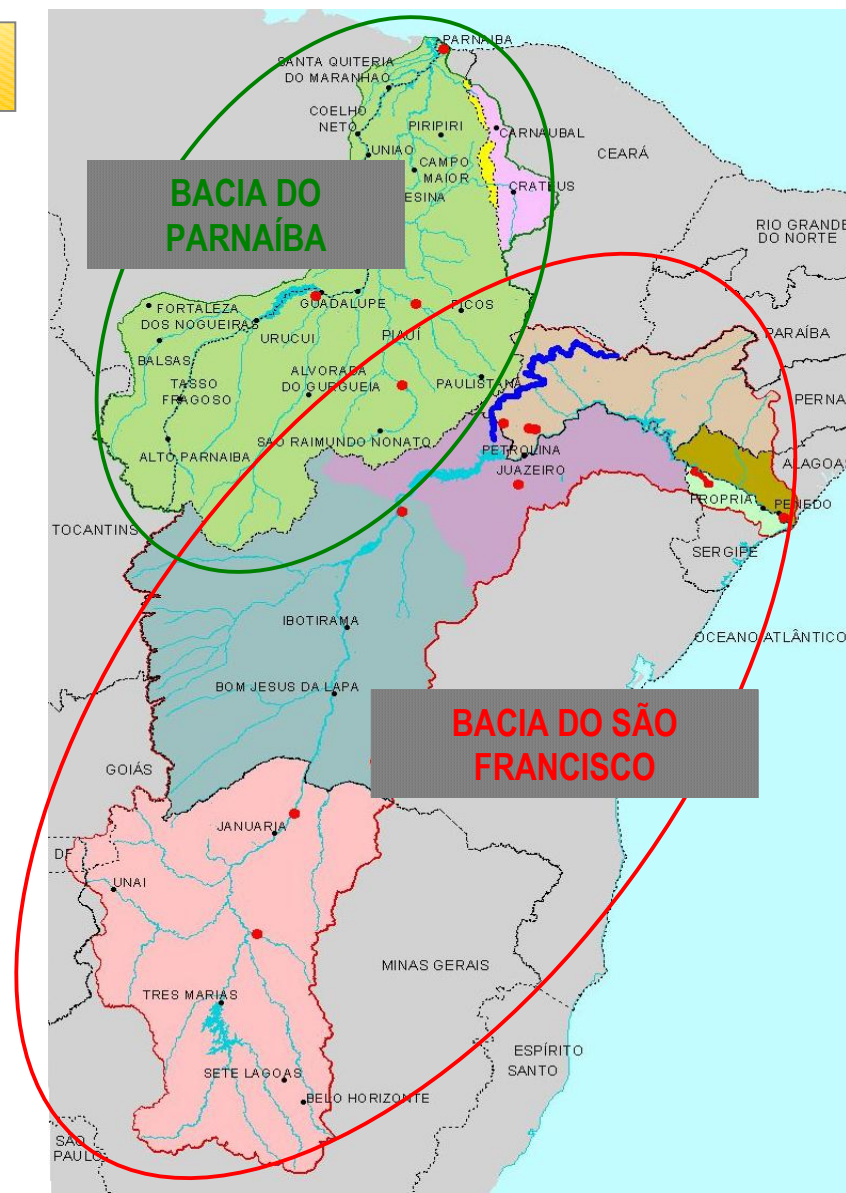 PARNAIBA
SANTA QUITERIA
DO MARANHAO
COELHO
NETO
PIRIPIRI
CARNAUBAL
CEARÁ
UNIAO
CAMPO
MAIOR
CRATEUS
ESINA
BACIA DO
PARNAÍBA
RIO GRANDE
DO NORTE
FORTALEZA
DOS NOGUEIRAS
GUADALUPE
PICOS
URUCUI
PIAUI
PARAÍBA
BALSAS
TASSO
FRAGOSO
ALVORADA
DO GURGUEIA
PAULISTANA
PERNA
SAO RAIMUNDO NONATO
ALTO PARNAIBA
PETROLINA
JUAZEIRO
ALAGOAS
PROPRIA
PENEDO
TOCANTINS
SERGIPE
IBOTIRAMA
OCEANO ATLÂNTICO
BOM JESUS DA LAPA
BACIA DO SÃO
FRANCISCO
GOIÁS
JANUARIA
DF
UNAI
MINAS GERAIS
TRES MARIAS
ESPÍRITO
SANTO
SETE LAGOAS
BELO HORIZONTE
SÃO
PAULO